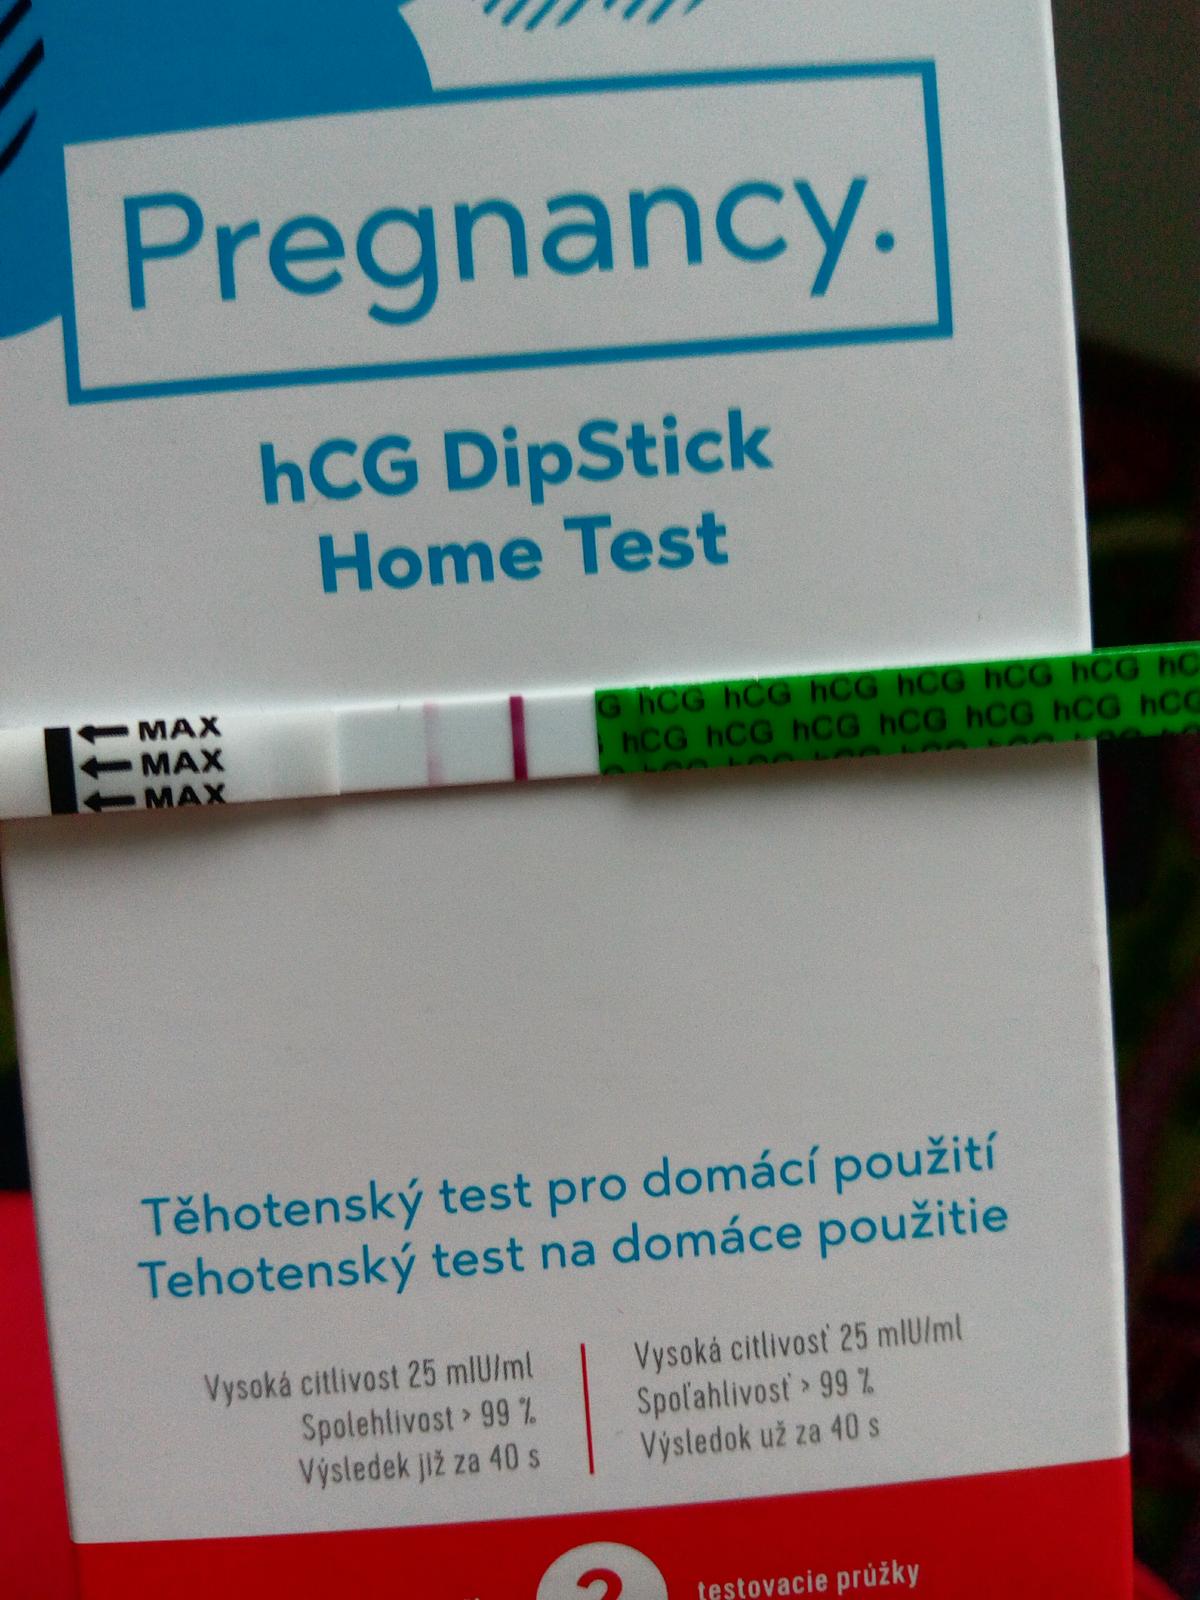 Pregnancy.
hCG DipStick
Home Test
MAX
MAX
MAX
hCG hCG hCG hCG hCG hCG
hCG hCG hCG hCG hCG hCG
Těhotenský test pro domácí použití
Tehotenský test na domáce použitie
Vysoká citlivost 25 mIU/ml
Spolehlivost > 99 %
Výsledek již za 40 s
Vysoká citlivosť 25 mIU/ml
Spoľahlivosť > 99 %
Výsledok už za 40 s
2
testovacie prúžky